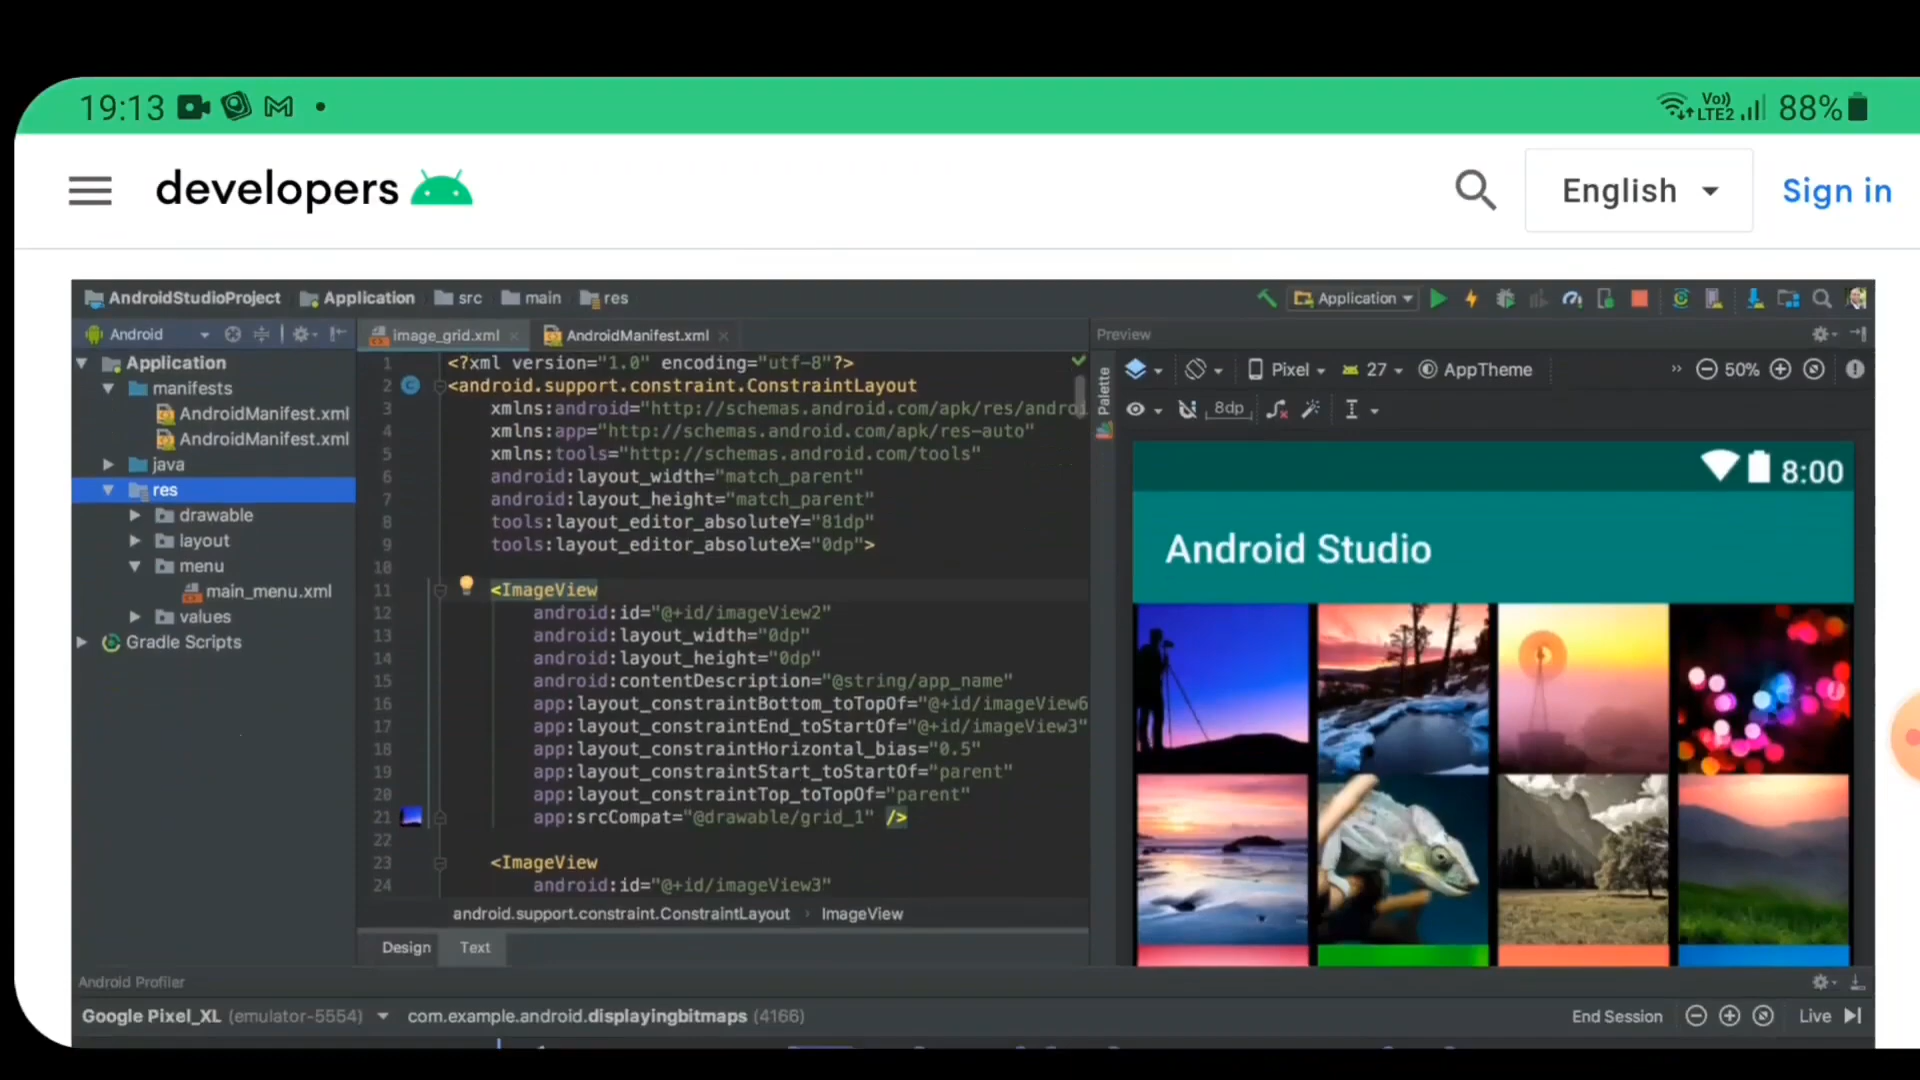 19:13
Vo)) LTE2 88%
developers
English
Sign in
AndroidStudioProject Application src main res
Application
Android
image_grid.xml
AndroidManifest.xml
Preview
Application
manifests
AndroidManifest.xml
AndroidManifest.xml
java
res
drawable
layout
menu
main_menu.xml
values
Gradle Scripts
1 <?xml version="1.0" encoding="utf-8"?>
2 <android.support.constraint.ConstraintLayout
3 xmlns:android="http://schemas.android.com/apk/res/androi
4 xmlns:app="http://schemas.android.com/apk/res-auto"
5 xmlns:tools="http://schemas.android.com/tools"
6 android:layout_width="match_parent"
7 android:layout_height="match_parent"
8 tools:layout_editor_absoluteY="81dp"
9 tools:layout_editor_absoluteX="0dp">
10
11 <ImageView
12 android:id="@+id/imageView2"
13 android:layout_width="0dp"
14 android:layout_height="0dp"
15 android:contentDescription="@string/app_name"
16 app:layout_constraintBottom_toTopOf="@+id/imageView6
17 app:layout_constraintEnd_toStartOf="@+id/imageView3"
18 app:layout_constraintHorizontal_bias="0.5"
19 app:layout_constraintStart_toStartOf="parent"
20 app:layout_constraintTop_toTopOf="parent"
21 app:srcCompat="@drawable/grid_1" />
22
23 <ImageView
24 android:id="@+id/imageView3"
android.support.constraint.ConstraintLayout › ImageView
Design Text
Palette
Pixel 27 AppTheme » 50%
8dp
8:00
Android Studio
Android Profiler
Google Pixel_XL (emulator-5554) com.example.android.displayingbitmaps (4166)
End Session
Live